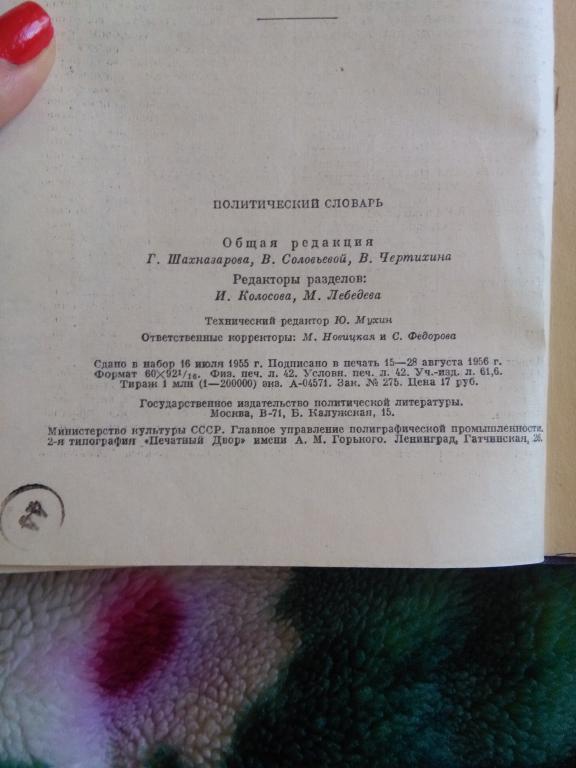 ПОЛИТИЧЕСКИЙ СЛОВАРЬ
Общая редакция
Г. Шахназарова, В. Соловьевой, В. Чертихина
Редакторы разделов:
И. Колосова, М. Лебедева
Технический редактор Ю. Мухин
Ответственные корректоры: М. Новицкая и С. Федорова
Сдано в набор 16 июля 1955 г. Подписано в печать 15—28 августа 1956 г.
Формат 60×92¹/₁₆. Физ. печ. л. 42. Условн. печ. л. 42. Уч.-изд. л. 61,6.
Тираж 1 млн (1—200000) экз. А-04571. Зак. № 275. Цена 17 руб.
Государственное издательство политической литературы.
Москва, В-71, Б. Калужская, 15.
Министерство культуры СССР. Главное управление полиграфической промышленности.
2-я типография «Печатный Двор» имени А. М. Горького. Ленинград, Гатчинская, 26.